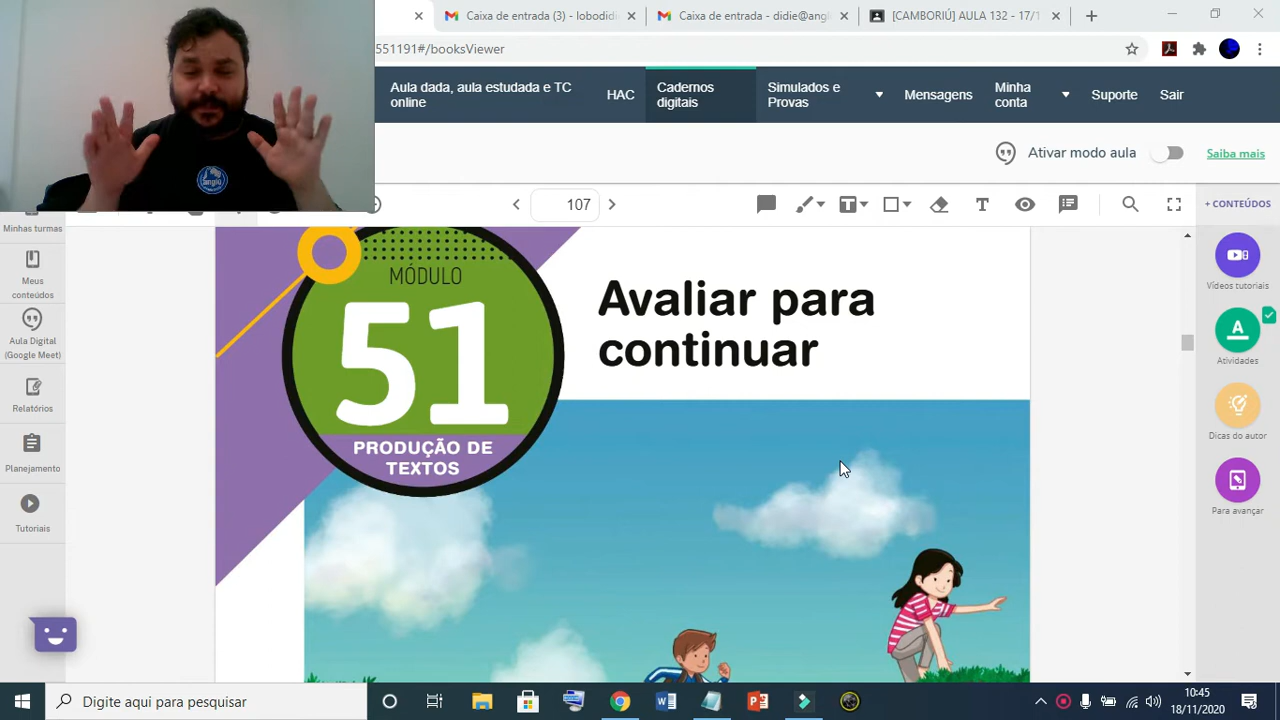 Caixa de entrada (3) - lobodidi
Caixa de entrada - didie@angl
[CAMBORIÚ] AULA 132 - 17/1
551191#/booksViewer
Aula dada, aula estudada e TC online
HAC
Cadernos digitais
Simulados e Provas
Mensagens
Minha conta
Suporte
Sair
Ativar modo aula
Saiba mais
107
+ CONTEÚDOS
Minhas turmas
Meus conteúdos
Aula Digital (Google Meet)
Relatórios
Planejamento
Tutoriais
MÓDULO
51
PRODUÇÃO DE
TEXTOS
Avaliar para
continuar
Vídeos tutoriais
Atividades
Dicas do autor
Para avançar
anglo
Digite aqui para pesquisar
10:45
18/11/2020